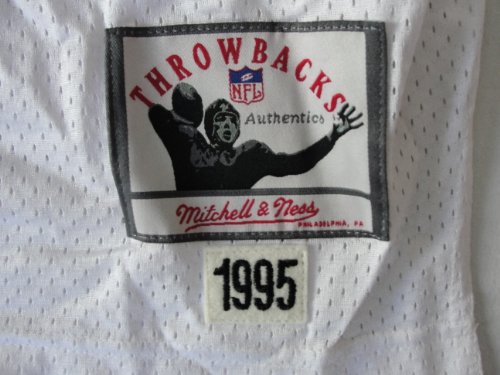 THROWBACKS
NFL
Authentics
Mitchell & Ness
PHILADELPHIA, PA
1995